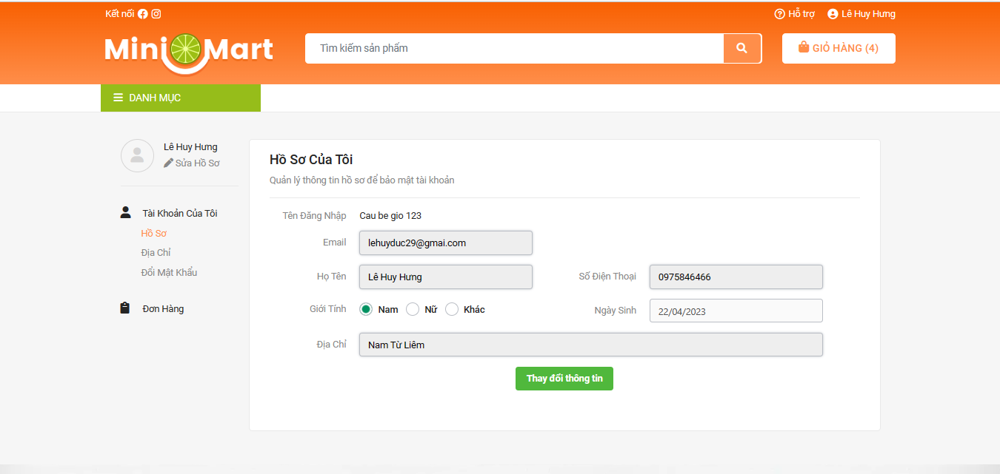 Kết nối
Hỗ trợ Lê Huy Hưng
Mini Mart
Tìm kiếm sản phẩm
GIỎ HÀNG (4)
DANH MỤC
Lê Huy Hưng
Sửa Hồ Sơ
Tài Khoản Của Tôi
Hồ Sơ
Địa Chỉ
Đổi Mật Khẩu
Đơn Hàng
Hồ Sơ Của Tôi
Quản lý thông tin hồ sơ để bảo mật tài khoản
Tên Đăng Nhập Cau be gio 123
Email lehuyduc29@gmai.com
Họ Tên Lê Huy Hưng Số Điện Thoại 0975846466
Giới Tính Nam Nữ Khác Ngày Sinh 22/04/2023
Địa Chỉ Nam Từ Liêm
Thay đổi thông tin